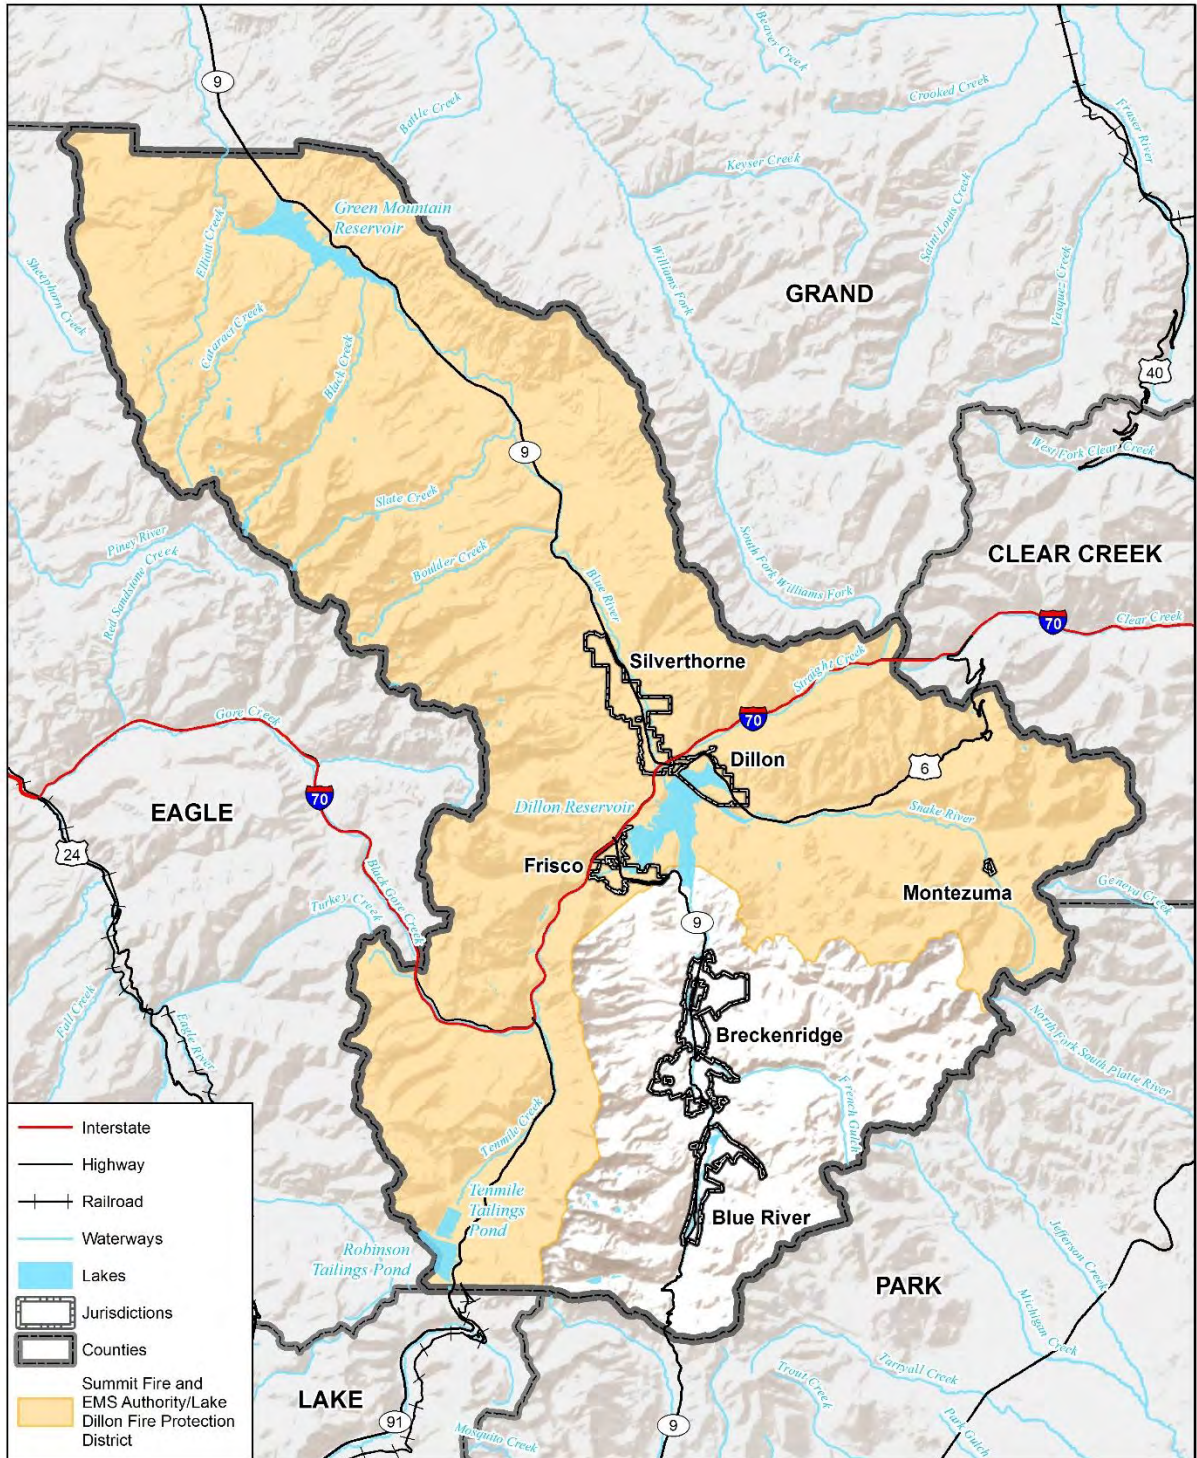 9
Beaver Creek
Battle Creek
Crooked Creek
Fraser River
Keyser Creek
Saint Louis Creek
Green Mountain
Reservoir
Elliott Creek
Sheephorn Creek
Williams Fork
Vasquez Creek
GRAND
Cataract Creek
Black Creek
40
9
West Fork Clear Creek
Slate Creek
Piney River
Red Sandstone Creek
Boulder Creek
South Fork Williams Fork
CLEAR CREEK
Blue River
70
Clear Creek
Silverthorne
Straight Creek
Gore Creek
70
Dillon
6
70
EAGLE
Dillon Reservoir
Snake River
24
Frisco
Montezuma
Geneva Creek
Black Gore Creek
Turkey Creek
9
Fall Creek
Eagle River
Breckenridge
North Fork South Platte River
French Gulch
Tenmile Creek
Tenmile
Tailings
Pond
Blue River
Robinson
Tailings Pond
Jefferson Creek
PARK
Michigan Creek
Tarryall Creek
Trout Creek
LAKE
91
9
Mosquito Creek
Park Gulch
Interstate
Highway
Railroad
Waterways
Lakes
Jurisdictions
Counties
Summit Fire and
EMS Authority/Lake
Dillon Fire Protection
District